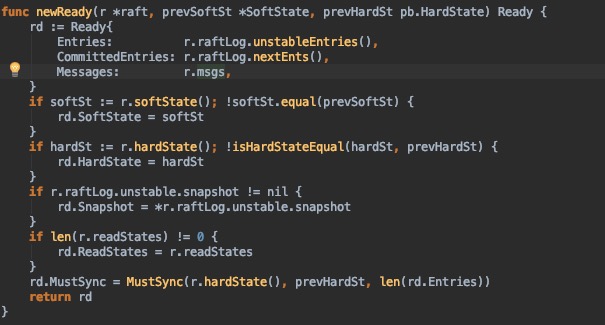 func newReady(r *raft, prevSoftSt *SoftState, prevHardSt pb.HardState) Ready {
    rd := Ready{
        Entries:          r.raftLog.unstableEntries(),
        CommittedEntries: r.raftLog.nextEnts(),
        Messages:         r.msgs,
    }
    if softSt := r.softState(); !softSt.equal(prevSoftSt) {
        rd.SoftState = softSt
    }
    if hardSt := r.hardState(); !isHardStateEqual(hardSt, prevHardSt) {
        rd.HardState = hardSt
    }
    if r.raftLog.unstable.snapshot != nil {
        rd.Snapshot = *r.raftLog.unstable.snapshot
    }
    if len(r.readStates) != 0 {
        rd.ReadStates = r.readStates
    }
    rd.MustSync = MustSync(r.hardState(), prevHardSt, len(rd.Entries))
    return rd
}